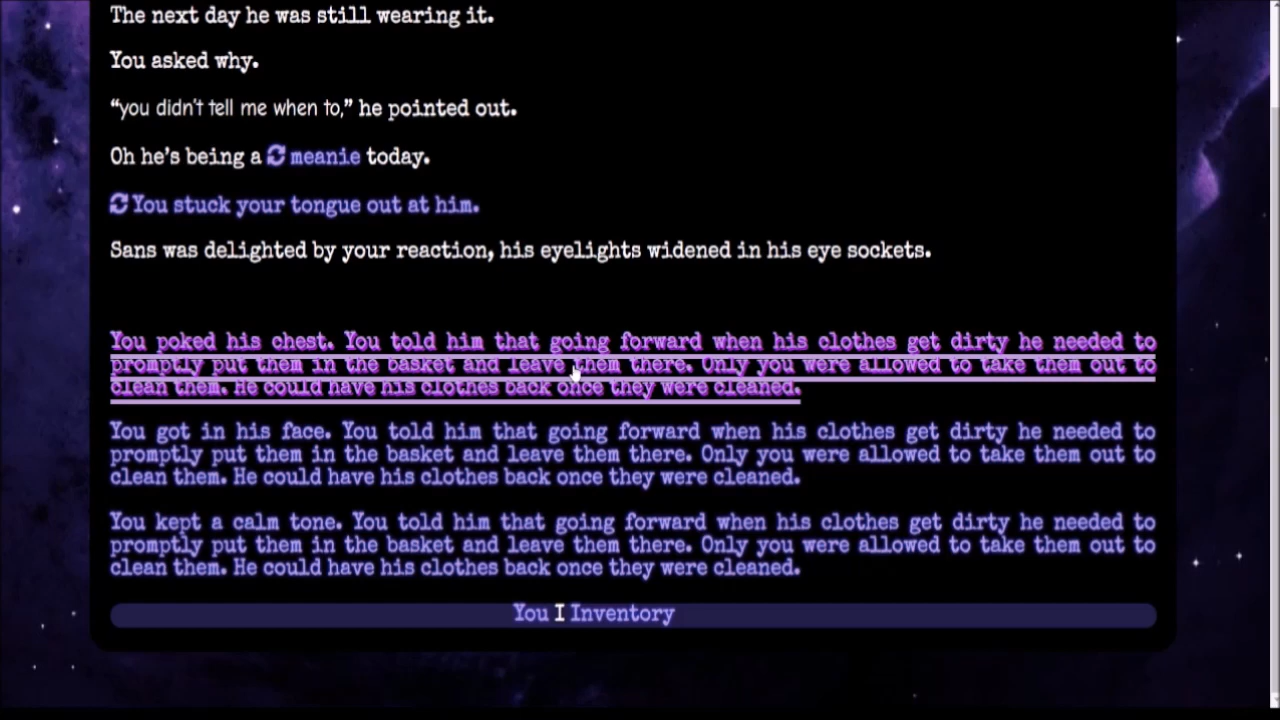 The next day he was still wearing it.
You asked why.
“you didn't tell me when to,” he pointed out.
Oh he's being a meanie today.
You stuck your tongue out at him.
Sans was delighted by your reaction, his eyelights widened in his eye sockets.
You poked his chest. You told him that going forward when his clothes get dirty he needed to
promptly put them in the basket and leave them there. Only you were allowed to take them out to
clean them. He could have his clothes back once they were cleaned.
You got in his face. You told him that going forward when his clothes get dirty he needed to
promptly put them in the basket and leave them there. Only you were allowed to take them out to
clean them. He could have his clothes back once they were cleaned.
You kept a calm tone. You told him that going forward when his clothes get dirty he needed to
promptly put them in the basket and leave them there. Only you were allowed to take them out to
clean them. He could have his clothes back once they were cleaned.
You I Inventory